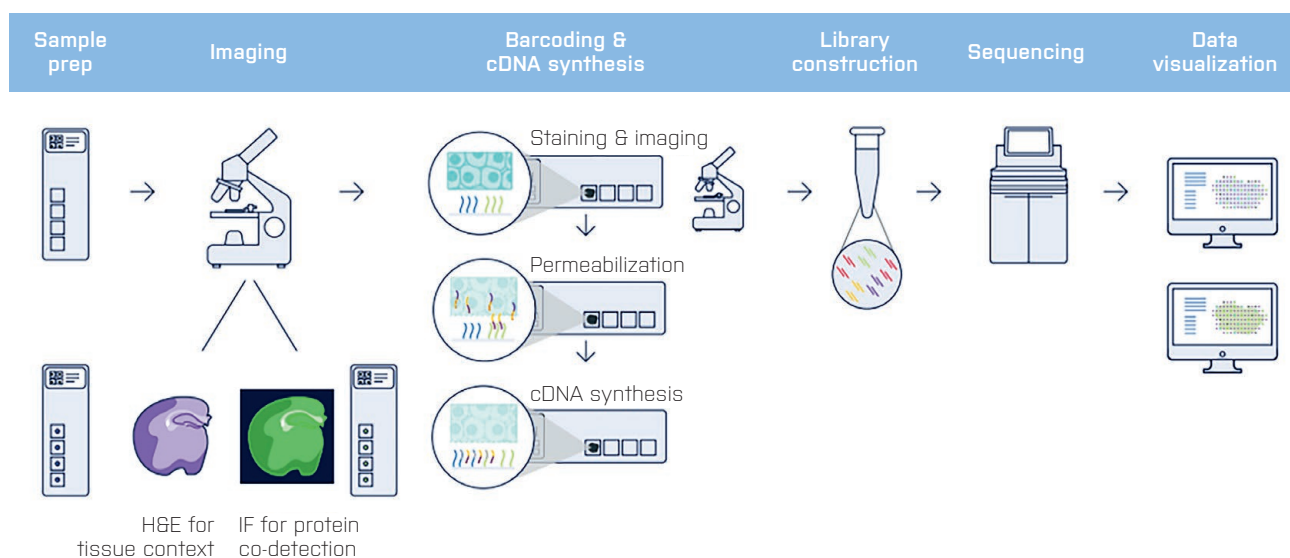 Sample
prep
Imaging
Barcoding &
cDNA synthesis
Library
construction
Sequencing
Data
visualization
Staining & imaging
Permeabilization
cDNA synthesis
H&E for
tissue context
IF for protein
co-detection